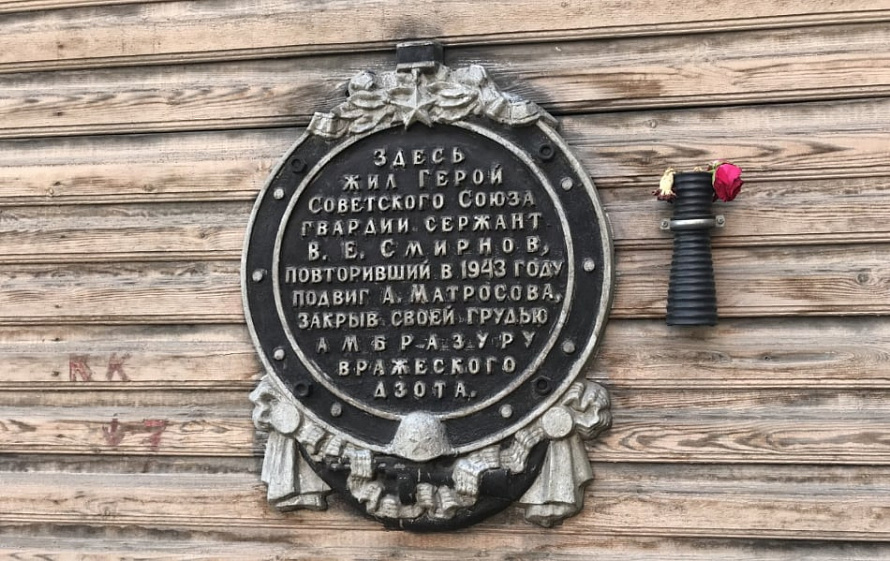 ЗДЕСЬ
ЖИЛ ГЕРОЙ
СОВЕТСКОГО СОЮЗА
ГВАРДИИ СЕРЖАНТ
В. Е. СМИРНОВ,
ПОВТОРИВШИЙ В 1943 ГОДУ
ПОДВИГ А. МАТРОСОВА,
ЗАКРЫВ СВОЕЙ ГРУДЬЮ
АМБРАЗУРУ
ВРАЖЕСКОГО
ДЗОТА.